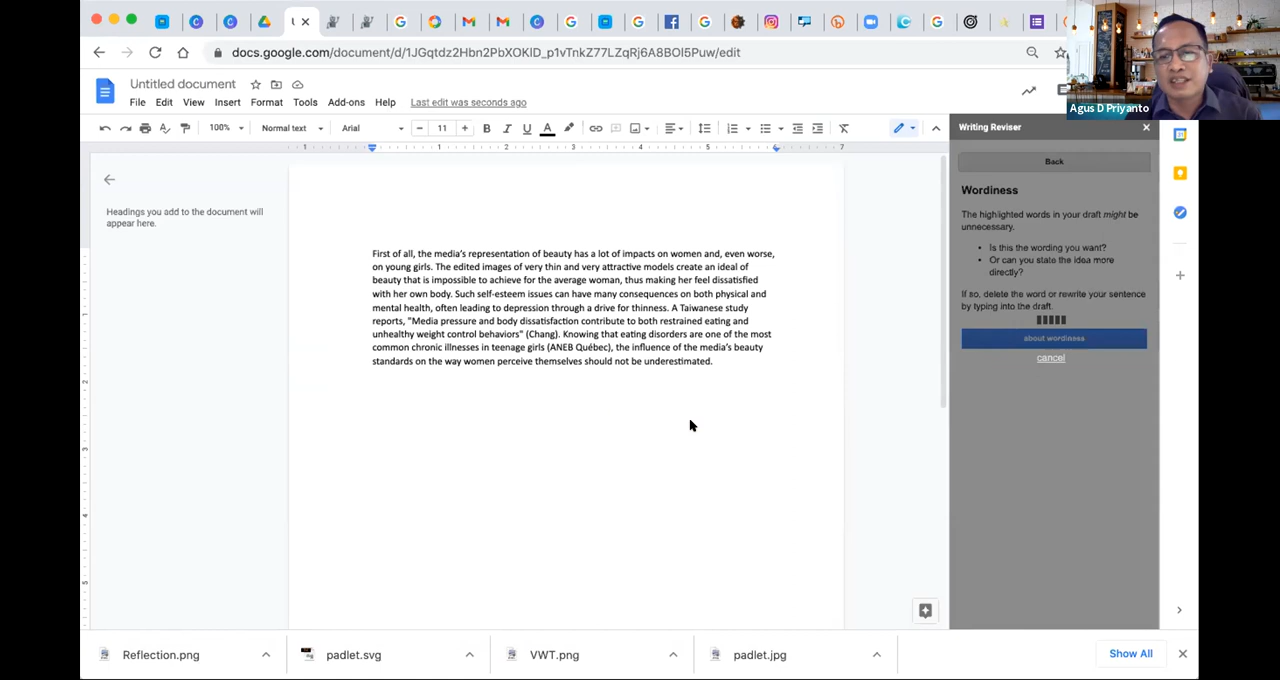 docs.google.com/document/d/1JGqtdz2Hbn2PbXOKlD_p1vTnkZ77LZqRj6A8BOl5Puw/edit
Agus D Priyanto
Untitled document
File Edit View Insert Format Tools Add-ons Help Last edit was seconds ago
100% Normal text Arial 11
Writing Reviser
1 1 2 3 4 5 6 7
Back
Headings you add to the document will
appear here.
First of all, the media's representation of beauty has a lot of impacts on women and, even worse,
on young girls. The edited images of very thin and very attractive models create an ideal of
beauty that is impossible to achieve for the average woman, thus making her feel dissatisfied
with her own body. Such self-esteem issues can have many consequences on both physical and
mental health, often leading to depression through a drive for thinness. A Taiwanese study
reports, "Media pressure and body dissatisfaction contribute to both restrained eating and
unhealthy weight control behaviors" (Chang). Knowing that eating disorders are one of the most
common chronic illnesses in teenage girls (ANEB Québec), the influence of the media's beauty
standards on the way women perceive themselves should not be underestimated.
Wordiness
The highlighted words in your draft might be
unnecessary.
Is this the wording you want?
Or can you state the idea more
directly?
If so, delete the word or rewrite your sentence
by typing into the draft.
about wordiness
cancel
Reflection.png padlet.svg VWT.png padlet.jpg Show All